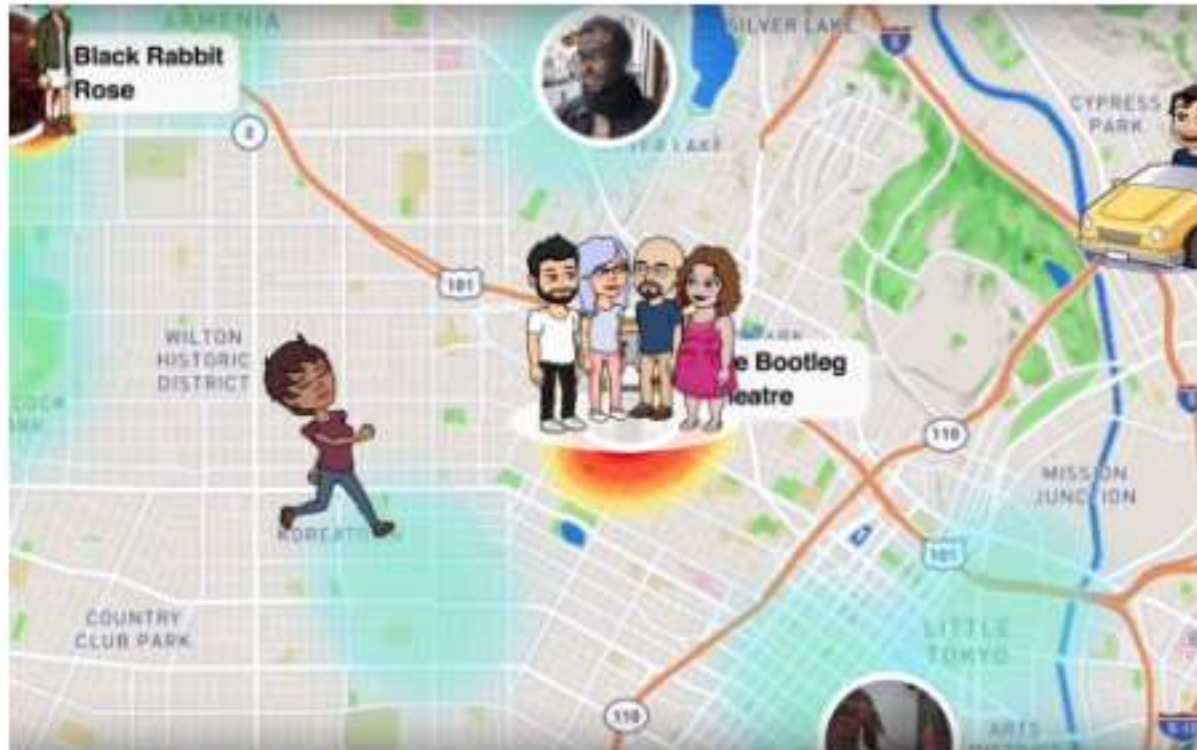 ARMENIA
SILVER LAKE
Black Rabbit
Rose
5
CYPRESS
PARK
2
101
WILTON
HISTORIC
DISTRICT
e Bootleg
eatre
110
MISSION
JUNCTION
101
COUNTRY
CLUB PARK
LITTLE
TOKYO
110
ARTS